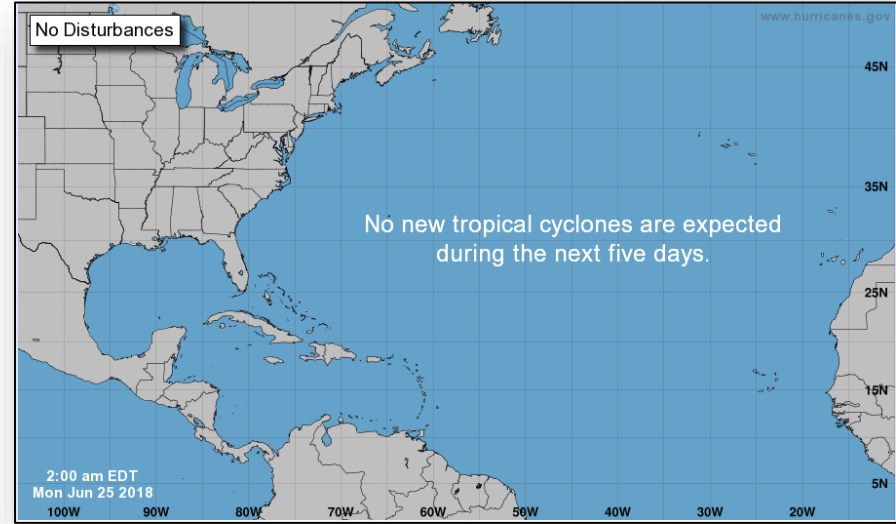 No Disturbances
www.hurricanes.gov
45N
35N
No new tropical cyclones are expected
during the next five days.
25N
15N
2:00 am EDT
Mon Jun 25 2018
5N
100W 90W 80W 70W 60W 50W 40W 30W 20W